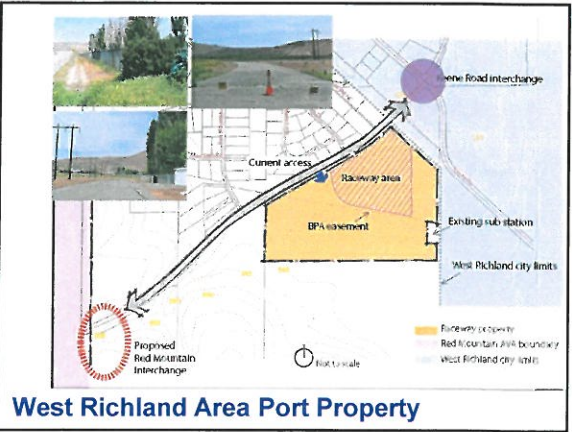 Keene Road interchange
Current access
Raceway area
BPA easement
Existing sub station
West Richland city limits
Proposed
Red Mountain
Interchange
Not to scale
Raceway property
Red Mountain AVA boundary
West Richland city limits
West Richland Area Port Property